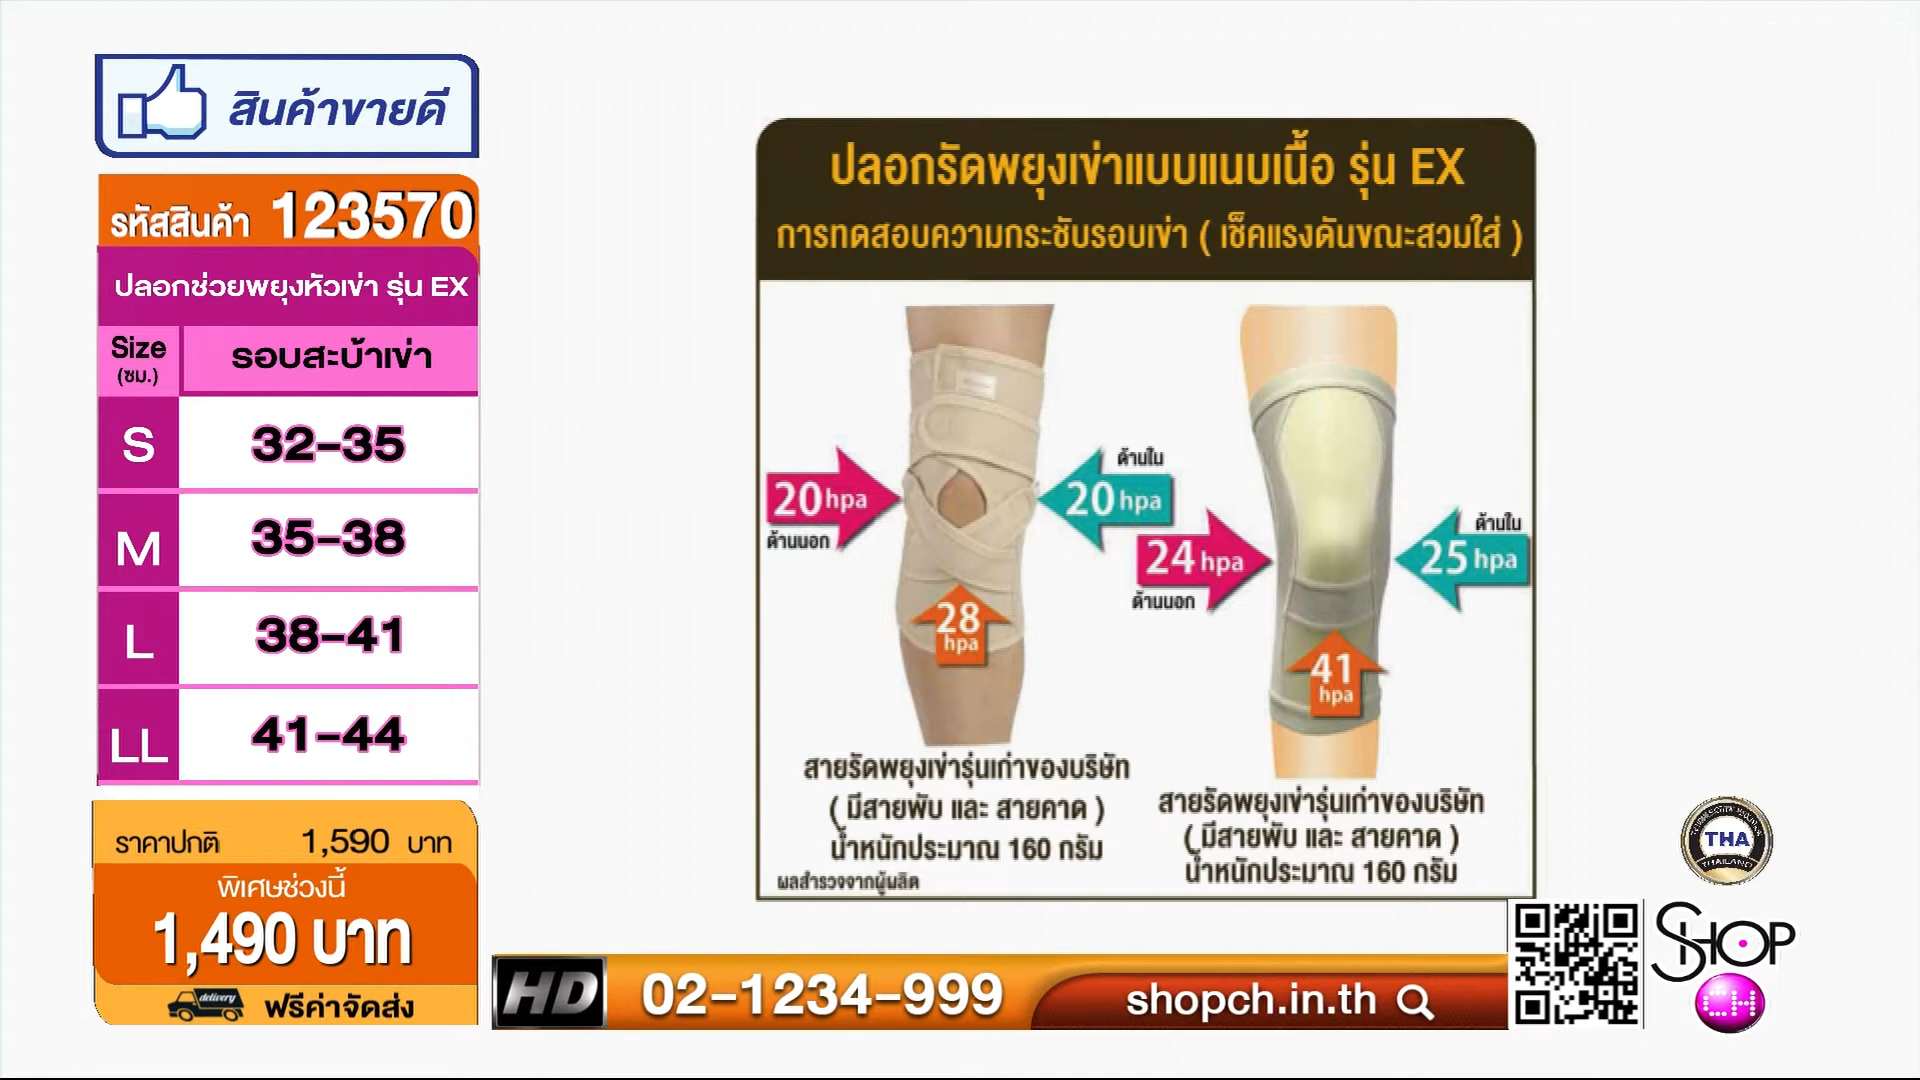 สินค้าขายดี
รหัสสินค้า 123570
ปลอกช่วยพยุงหัวเข่า รุ่น EX
Size (ซม.) รอบสะบ้าเข่า
S 32-35
M 35-38
L 38-41
LL 41-44
ราคาปกติ 1,590 บาท
พิเศษช่วงนี้
1,490 บาท
delivery ฟรีค่าจัดส่ง
ปลอกรัดพยุงเข่าแบบแนบเนื้อ รุ่น EX
การทดสอบความกระชับรอบเข่า ( เช็คแรงดันขณะสวมใส่ )
20 hpa
ด้านนอก
ด้านใน
20 hpa
28 hpa
24 hpa
ด้านนอก
ด้านใน
25 hpa
41 hpa
สายรัดพยุงเข่ารุ่นเก่าของบริษัท
( มีสายพับ และ สายคาด )
น้ำหนักประมาณ 160 กรัม
ผลสำรวจจากผู้ผลิต
สายรัดพยุงเข่ารุ่นเก่าของบริษัท
( มีสายพับ และ สายคาด )
น้ำหนักประมาณ 160 กรัม
HD 02-1234-999 shopch.in.th
THA
THAILAND
SHOP
CH